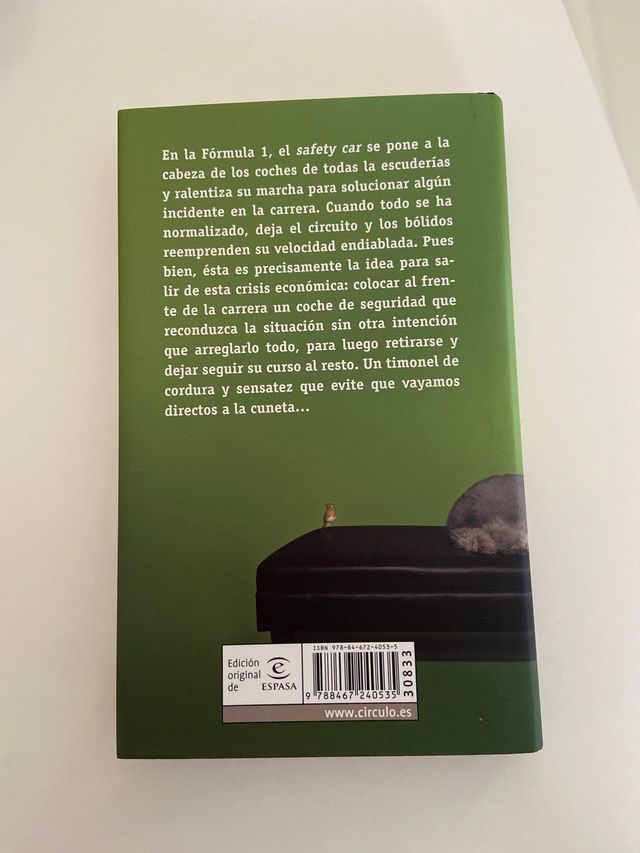 En la Fórmula 1, el safety car se pone a la
cabeza de los coches de todas la escuderías
y ralentiza su marcha para solucionar algún
incidente en la carrera. Cuando todo se ha
normalizado, deja el circuito y los bólidos
reemprenden su velocidad endiablada. Pues
bien, ésta es precisamente la idea para sa-
lir de esta crisis económica: colocar al fren-
te de la carrera un coche de seguridad que
reconduzca la situación sin otra intención
que arreglarlo todo, para luego retirarse y
dejar seguir su curso al resto. Un timonel de
cordura y sensatez que evite que vayamos
directos a la cuneta...
Edición
original
de
e
ESPASA
ISBN 978-84-672-4053-5
9 788467 240535
30833
www.circulo.es